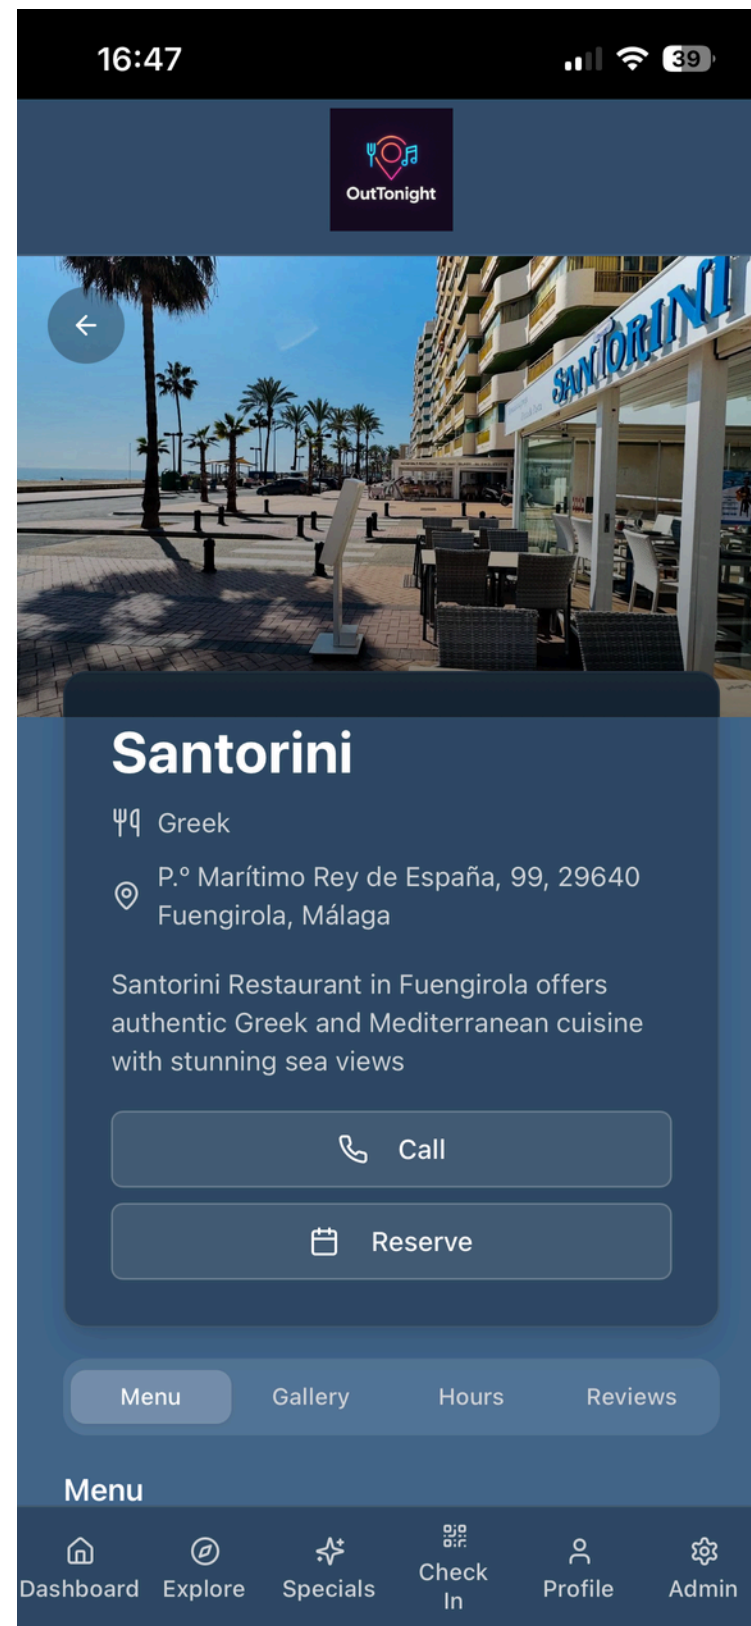 16:47
39
OutTonight
SANTORINI
Santorini
Greek
P.º Marítimo Rey de España, 99, 29640
Fuengirola, Málaga
Santorini Restaurant in Fuengirola offers
authentic Greek and Mediterranean cuisine
with stunning sea views
Call
Reserve
Menu Gallery Hours Reviews
Menu
Dashboard Explore Specials Check In Profile Admin